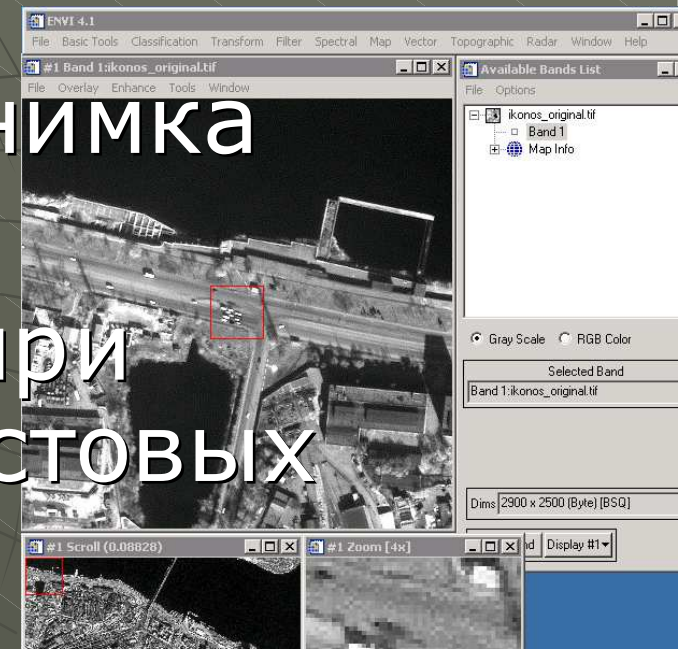 ENVI 4.1
File Basic Tools Classification Transform Filter Spectral Map Vector Topographic Radar Window Help
#1 Band 1:ikonos_original.tif
File Overlay Enhance Tools Window
нимка
при
стовых
Available Bands List
File Options
ikonos_original.tif
Band 1
Map Info
Gray Scale RGB Color
Selected Band
Band 1:ikonos_original.tif
Dims 2900 x 2500 (Byte) [BSQ]
Display #1
#1 Scroll (0.08828)
#1 Zoom [4x]